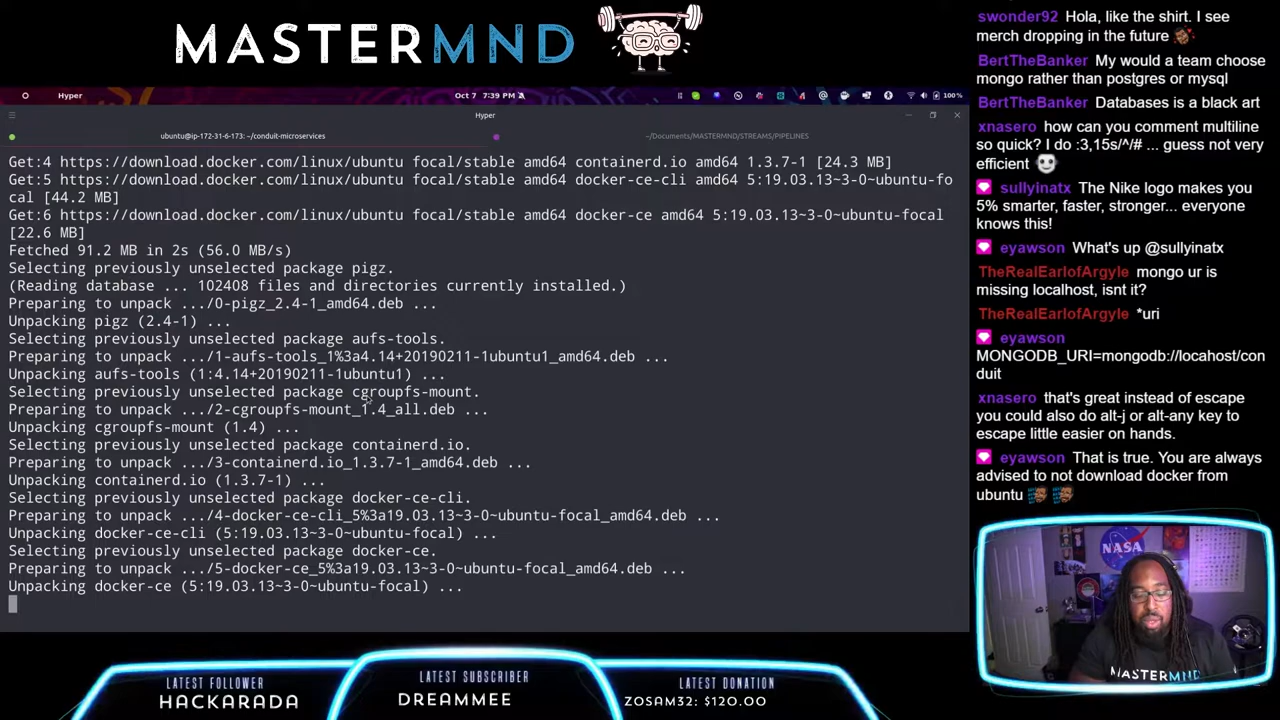 MASTERMND
Hyper
Oct 7 7:39 PM
100%
Hyper
ubuntu@ip-172-31-6-173: ~/conduit-microservices
~/Documents/MASTERMND/STREAMS/PIPELINES
Get:4 https://download.docker.com/linux/ubuntu focal/stable amd64 containerd.io amd64 1.3.7-1 [24.3 MB]
Get:5 https://download.docker.com/linux/ubuntu focal/stable amd64 docker-ce-cli amd64 5:19.03.13~3-0~ubuntu-fo
cal [44.2 MB]
Get:6 https://download.docker.com/linux/ubuntu focal/stable amd64 docker-ce amd64 5:19.03.13~3-0~ubuntu-focal
[22.6 MB]
Fetched 91.2 MB in 2s (56.0 MB/s)
Selecting previously unselected package pigz.
(Reading database ... 102408 files and directories currently installed.)
Preparing to unpack .../0-pigz_2.4-1_amd64.deb ...
Unpacking pigz (2.4-1) ...
Selecting previously unselected package aufs-tools.
Preparing to unpack .../1-aufs-tools_1%3a4.14+20190211-1ubuntu1_amd64.deb ...
Unpacking aufs-tools (1:4.14+20190211-1ubuntu1) ...
Selecting previously unselected package cgroupfs-mount.
Preparing to unpack .../2-cgroupfs-mount_1.4_all.deb ...
Unpacking cgroupfs-mount (1.4) ...
Selecting previously unselected package containerd.io.
Preparing to unpack .../3-containerd.io_1.3.7-1_amd64.deb ...
Unpacking containerd.io (1.3.7-1) ...
Selecting previously unselected package docker-ce-cli.
Preparing to unpack .../4-docker-ce-cli_5%3a19.03.13~3-0~ubuntu-focal_amd64.deb ...
Unpacking docker-ce-cli (5:19.03.13~3-0~ubuntu-focal) ...
Selecting previously unselected package docker-ce.
Preparing to unpack .../5-docker-ce_5%3a19.03.13~3-0~ubuntu-focal_amd64.deb ...
Unpacking docker-ce (5:19.03.13~3-0~ubuntu-focal) ...
swonder92 Hola, like the shirt. I see
merch dropping in the future
BertTheBanker My would a team choose
mongo rather than postgres or mysql
BertTheBanker Databases is a black art
xnasero how can you comment multiline
so quick? I do :3,15s/^/# ... guess not very
efficient
sullyinatx The Nike logo makes you
5% smarter, faster, stronger... everyone
knows this!
eyawson What's up @sullyinatx
TheRealEarlofArgyle mongo ur is
missing localhost, isnt it?
TheRealEarlofArgyle *uri
eyawson
MONGODB_URI=mongodb://locahost/con
duit
xnasero that's great instead of escape
you could also do alt-j or alt-any key to
escape little easier on hands.
eyawson That is true. You are always
advised to not download docker from
ubuntu
NASA
MASTERMND
LATEST FOLLOWER
HACKARADA
LATEST SUBSCRIBER
DREAMMEE
LATEST DONATION
ZOSAM32: $120.00